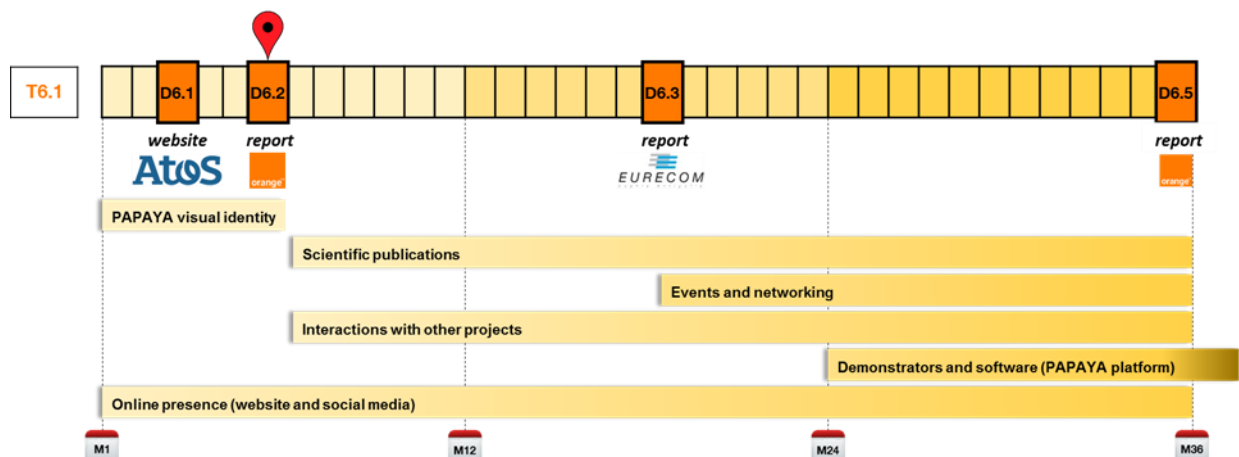 T6.1
D6.1
D6.2
D6.3
D6.5
website
report
report
report
Atos
orange™
EURECOM
orange™
PAPAYA visual identity
Scientific publications
Events and networking
Interactions with other projects
Demonstrators and software (PAPAYA platform)
Online presence (website and social media)
M1
M12
M24
M36